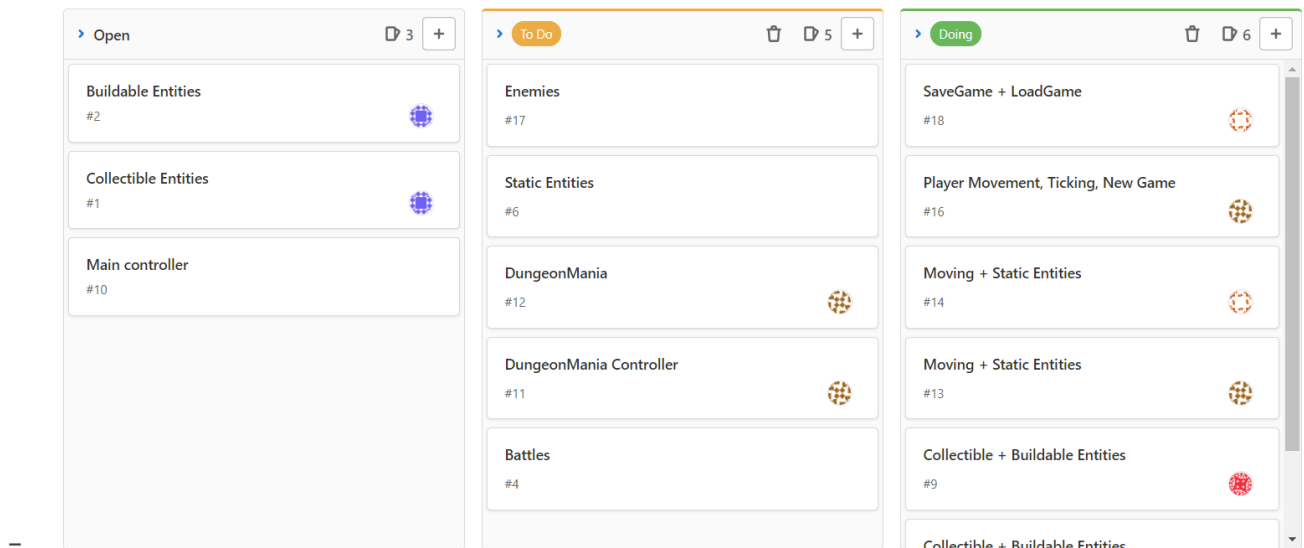 Open
3
+
Buildable Entities
#2
Collectible Entities
#1
Main controller
#10
To Do
5
+
Enemies
#17
Static Entities
#6
DungeonMania
#12
DungeonMania Controller
#11
Battles
#4
Doing
6
+
SaveGame + LoadGame
#18
Player Movement, Ticking, New Game
#16
Moving + Static Entities
#14
Moving + Static Entities
#13
Collectible + Buildable Entities
#9
Collectible + Buildable Entities